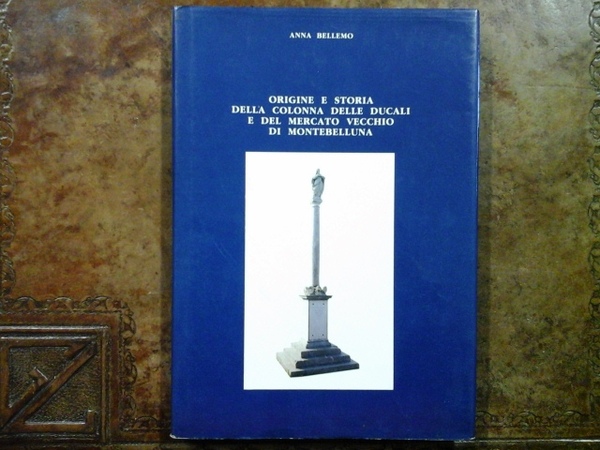 ANNA BELLEMO
ORIGINE E STORIA
DELLA COLONNA DELLE DUCALI
E DEL MERCATO VECCHIO
DI MONTEBELLUNA